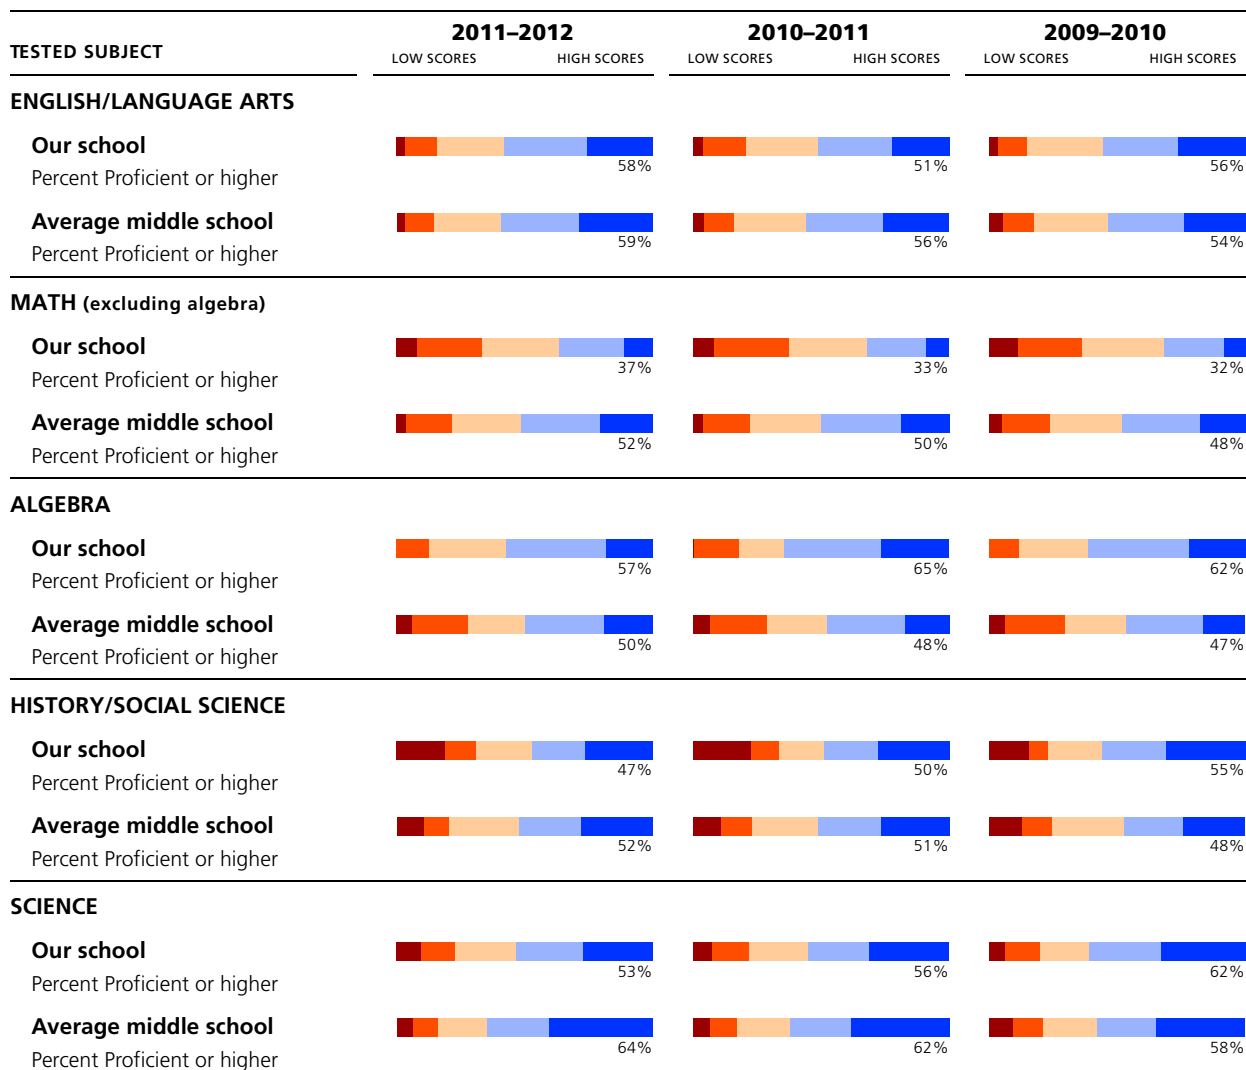 2011–2012 2010–2011 2009–2010
TESTED SUBJECT LOW SCORES HIGH SCORES LOW SCORES HIGH SCORES LOW SCORES HIGH SCORES
ENGLISH/LANGUAGE ARTS
Our school
58% 51% 56%
Percent Proficient or higher
Average middle school
59% 56% 54%
Percent Proficient or higher
MATH (excluding algebra)
Our school
37% 33% 32%
Percent Proficient or higher
Average middle school
52% 50% 48%
Percent Proficient or higher
ALGEBRA
Our school
57% 65% 62%
Percent Proficient or higher
Average middle school
50% 48% 47%
Percent Proficient or higher
HISTORY/SOCIAL SCIENCE
Our school
47% 50% 55%
Percent Proficient or higher
Average middle school
52% 51% 48%
Percent Proficient or higher
SCIENCE
Our school
53% 56% 62%
Percent Proficient or higher
Average middle school
64% 62% 58%
Percent Proficient or higher